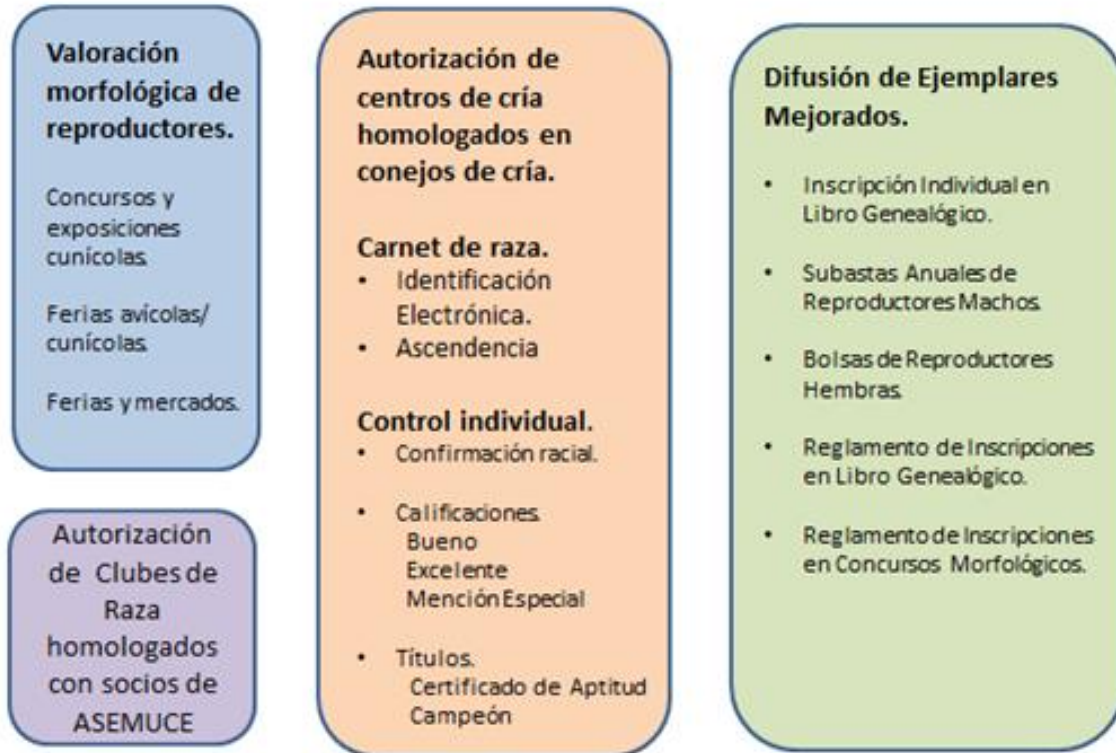 Valoración
morfológica de
reproductores.
Concursos y
exposiciones
cunícolas.
Ferias avícolas/
cunícolas.
Ferias y mercados.
Autorización
de Clubes de
Raza
homologados
con socios de
ASEMUCE
Autorización de
centros de cría
homologados en
conejos de cría.
Carnet de raza.
• Identificación
Electrónica.
• Ascendencia
Control individual.
• Confirmación racial.
• Calificaciones.
Bueno
Excelente
Mención Especial
• Títulos.
Certificado de Aptitud
Campeón
Difusión de Ejemplares
Mejorados.
• Inscripción Individual en
Libro Genealógico.
• Subastas Anuales de
Reproductores Machos.
• Bolsas de Reproductores
Hembras.
• Reglamento de Inscripciones
en Libro Genealógico.
• Reglamento de Inscripciones
en Concursos Morfológicos.